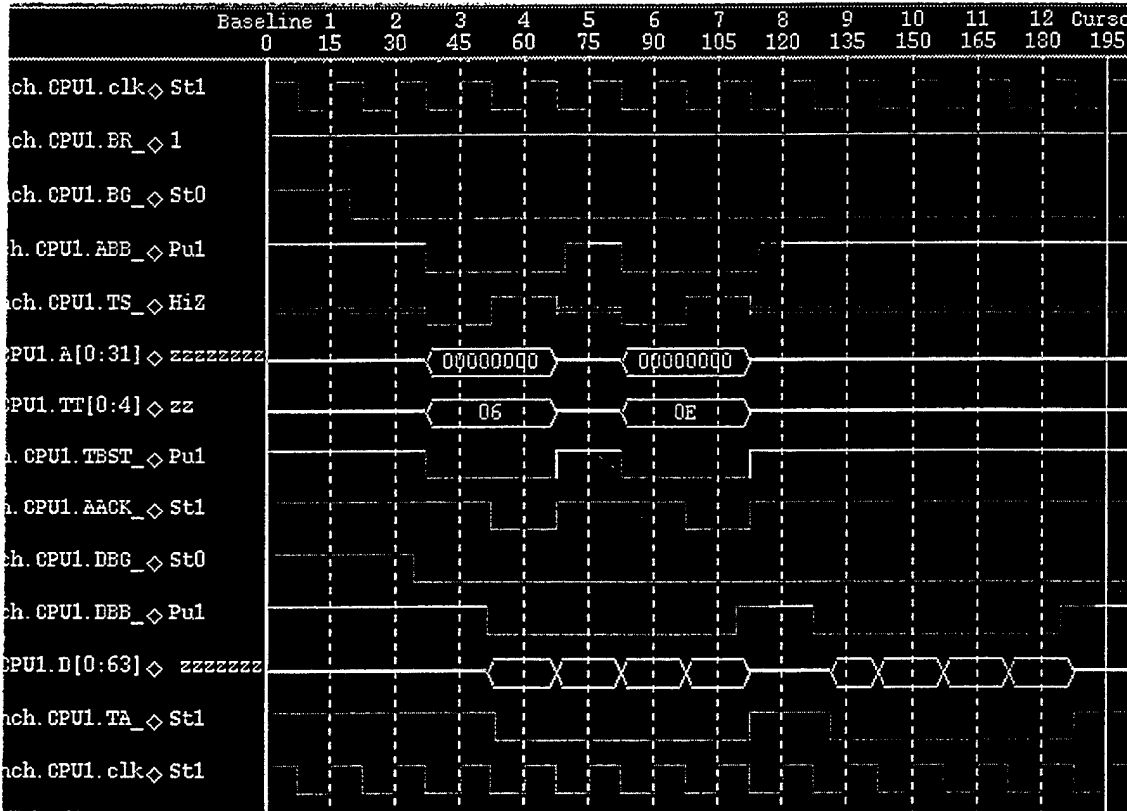 Baseline 1 2 3 4 5 6 7 8 9 10 11 12 Curso
0 15 30 45 60 75 90 105 120 135 150 165 180 195
ch. CPU1.clk◇ St1
ch. CPU1.BR_◇ 1
ch. CPU1.BG_◇ St0
h. CPU1.ABB_◇ Pu1
ch. CPU1.TS_◇ HiZ
CPU1.A[0:31]◇ zzzzzzzz 00000000 00000000
CPU1.TT[0:4]◇ zz 06 0E
. CPU1.TBST_◇ Pu1
. CPU1.AACK_◇ St1
h. CPU1.DBG_◇ St0
h. CPU1.DBB_◇ Pu1
CPU1.D[0:63]◇ zzzzzzz
ch. CPU1.TA_◇ St1
ch. CPU1.clk◇ St1